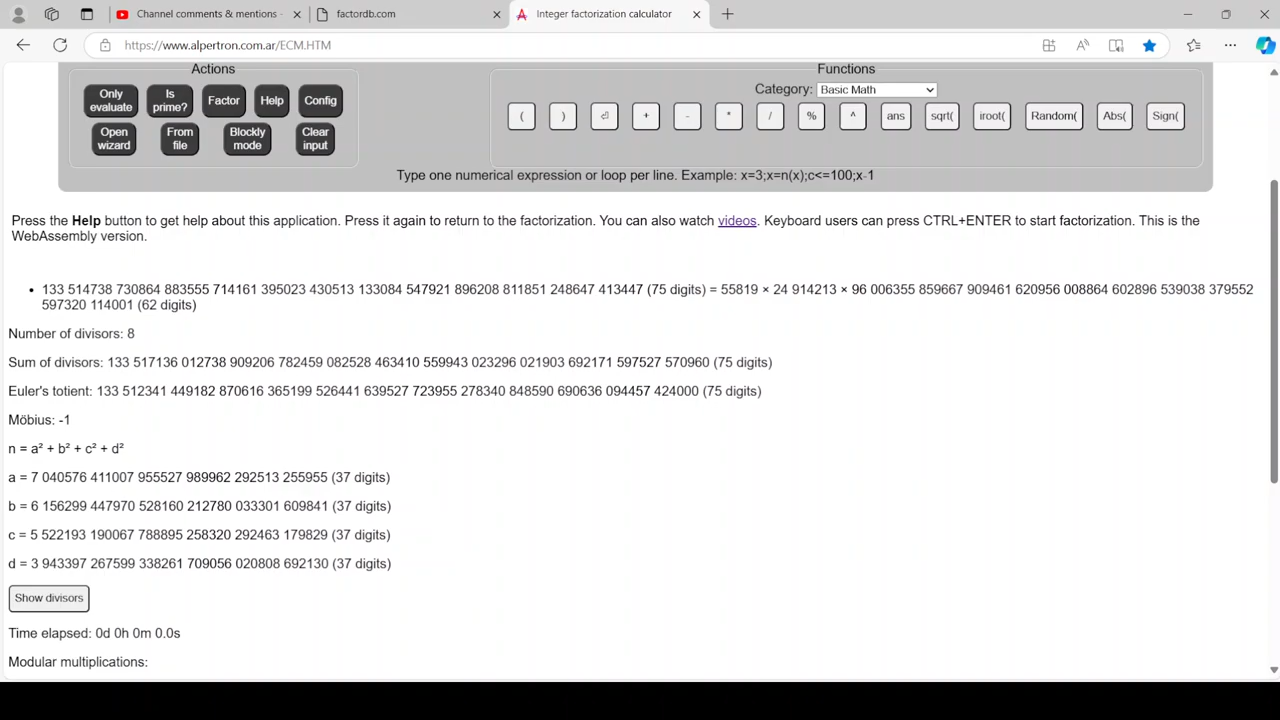 Channel comments & mentions -
factordb.com
Integer factorization calculator
https://www.alpertron.com.ar/ECM.HTM
Actions
Functions
Only evaluate
Is prime?
Factor
Help
Config
Category: Basic Math
( ) ⏎ + - * / % ^ ans sqrt( iroot( Random( Abs( Sign(
Open wizard
From file
Blockly mode
Clear input
Type one numerical expression or loop per line. Example: x=3;x=n(x);c<=100;x-1
Press the Help button to get help about this application. Press it again to return to the factorization. You can also watch videos. Keyboard users can press CTRL+ENTER to start factorization. This is the
WebAssembly version.
• 133 514738 730864 883555 714161 395023 430513 133084 547921 896208 811851 248647 413447 (75 digits) = 55819 × 24 914213 × 96 006355 859667 909461 620956 008864 602896 539038 379552
597320 114001 (62 digits)
Number of divisors: 8
Sum of divisors: 133 517136 012738 909206 782459 082528 463410 559943 023296 021903 692171 597527 570960 (75 digits)
Euler's totient: 133 512341 449182 870616 365199 526441 639527 723955 278340 848590 690636 094457 424000 (75 digits)
Möbius: -1
n = a² + b² + c² + d²
a = 7 040576 411007 955527 989962 292513 255955 (37 digits)
b = 6 156299 447970 528160 212780 033301 609841 (37 digits)
c = 5 522193 190067 788895 258320 292463 179829 (37 digits)
d = 3 943397 267599 338261 709056 020808 692130 (37 digits)
Show divisors
Time elapsed: 0d 0h 0m 0.0s
Modular multiplications: